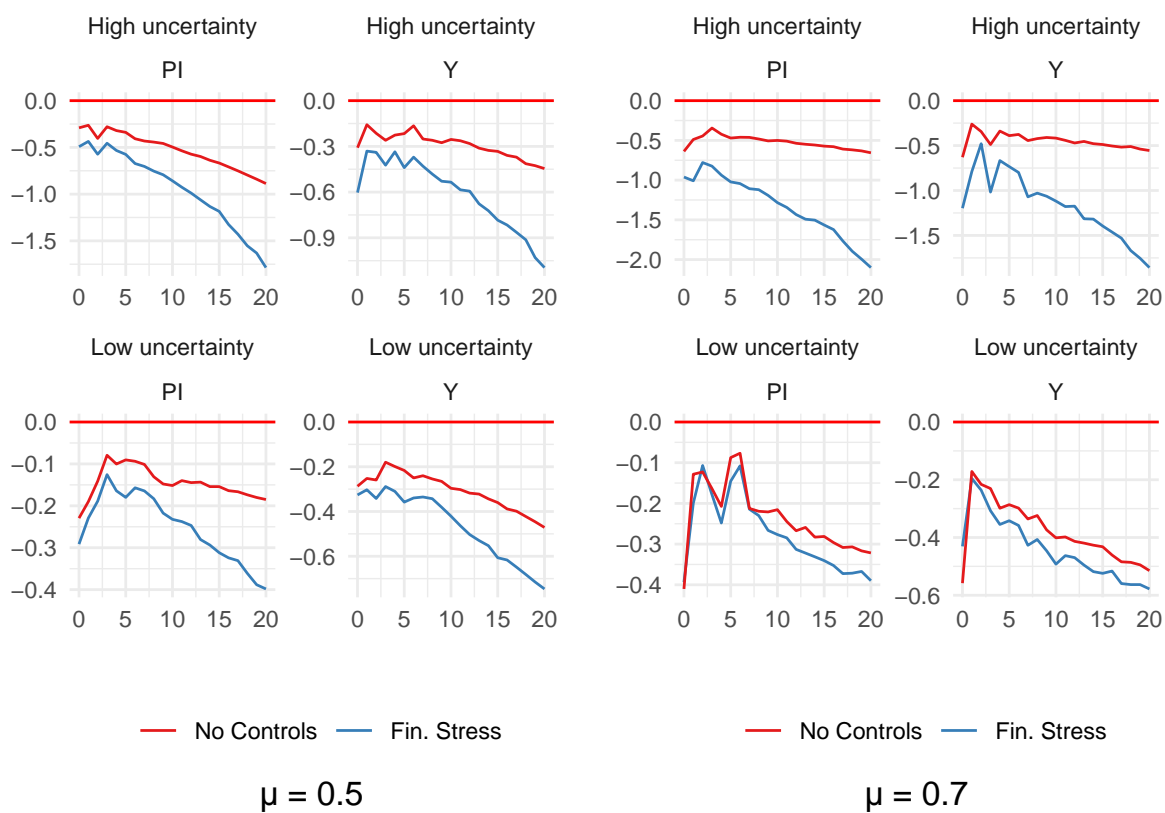 High uncertainty High uncertainty High uncertainty High uncertainty
PI Y PI Y
0.0 −0.5 −1.0 −1.5
0.0 −0.3 −0.6 −0.9
0.0 −0.5 −1.0 −1.5 −2.0
0.0 −0.5 −1.0 −1.5
0 5 10 15 20 0 5 10 15 20 0 5 10 15 20 0 5 10 15 20
Low uncertainty Low uncertainty Low uncertainty Low uncertainty
PI Y PI Y
0.0 −0.1 −0.2 −0.3 −0.4
0.0 −0.2 −0.4 −0.6
0.0 −0.1 −0.2 −0.3 −0.4
0.0 −0.2 −0.4 −0.6
0 5 10 15 20 0 5 10 15 20 0 5 10 15 20 0 5 10 15 20
No Controls Fin. Stress No Controls Fin. Stress
μ = 0.5 μ = 0.7